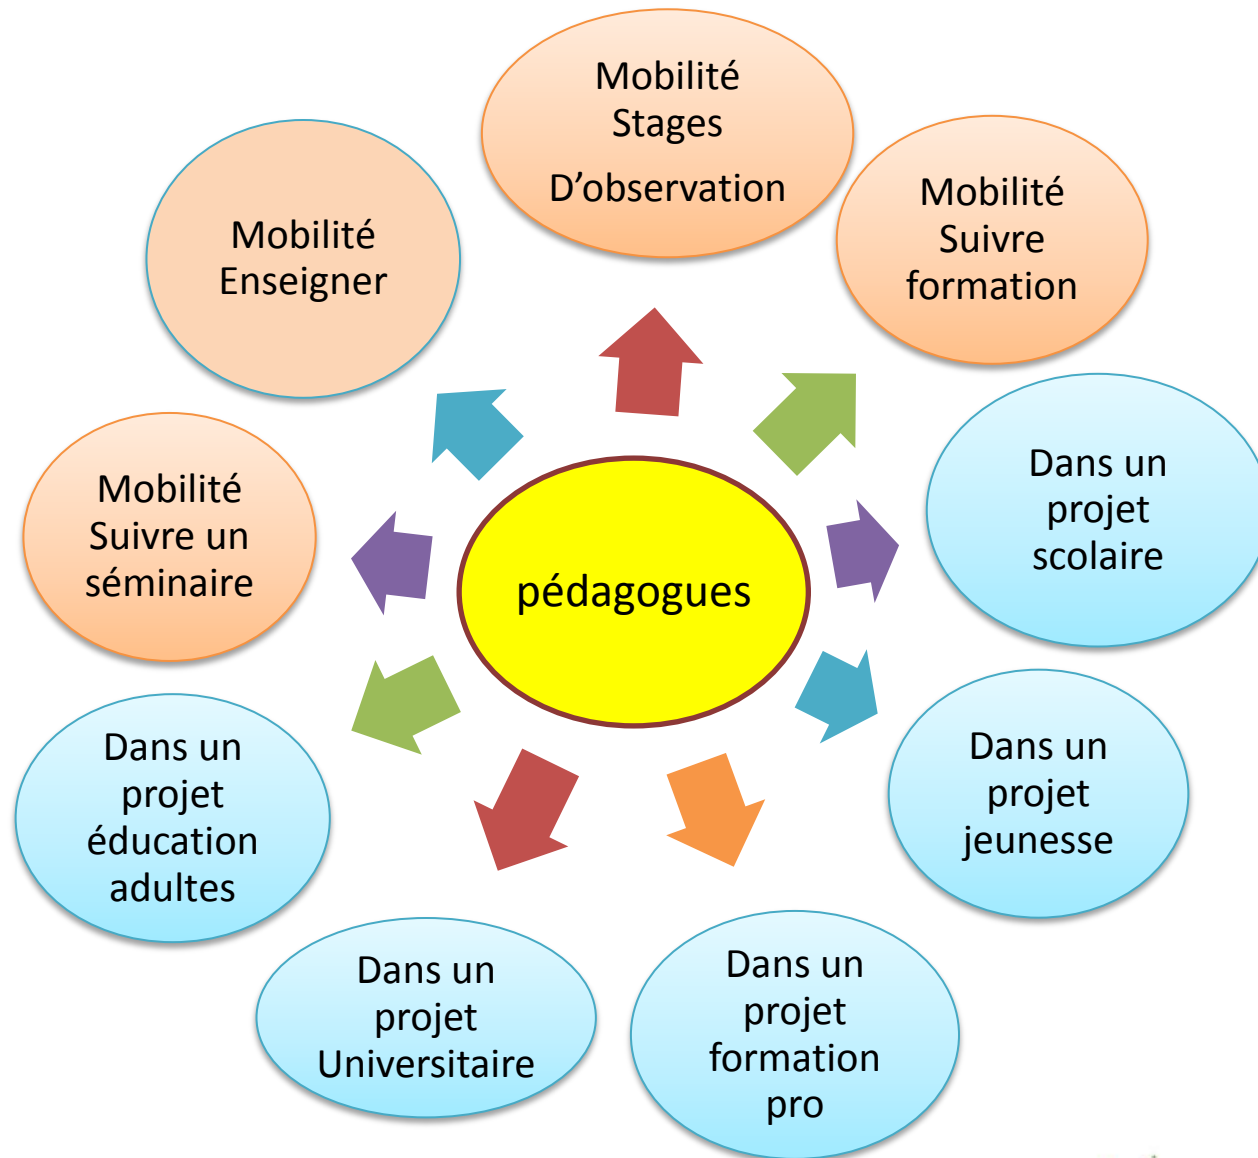 Mobilité
Stages
D’observation
Mobilité
Suivre
formation
Mobilité
Enseigner
Dans un
projet
scolaire
Mobilité
Suivre un
séminaire
pédagogues
Dans un
projet
jeunesse
Dans un
projet
éducation
adultes
Dans un
projet
Universitaire
Dans un
projet
formation
pro